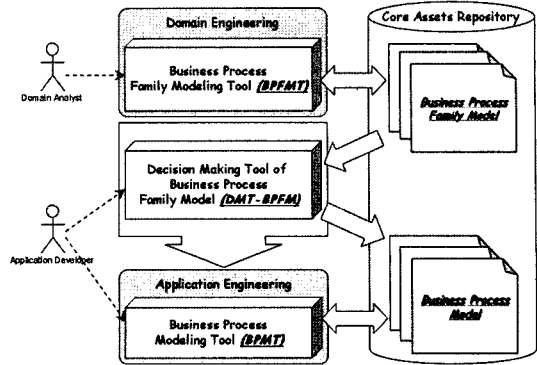 Domain Engineering
Core Assets Repository
Business Process
Family Modeling Tool (BPFMT)
Domain Analyst
Business Process
Family Model
Decision Making Tool of
Business Process
Family Model (DMT-BPFM)
Application Developer
Application Engineering
Business Process
Modeling Tool (BPMT)
Business Process
Model